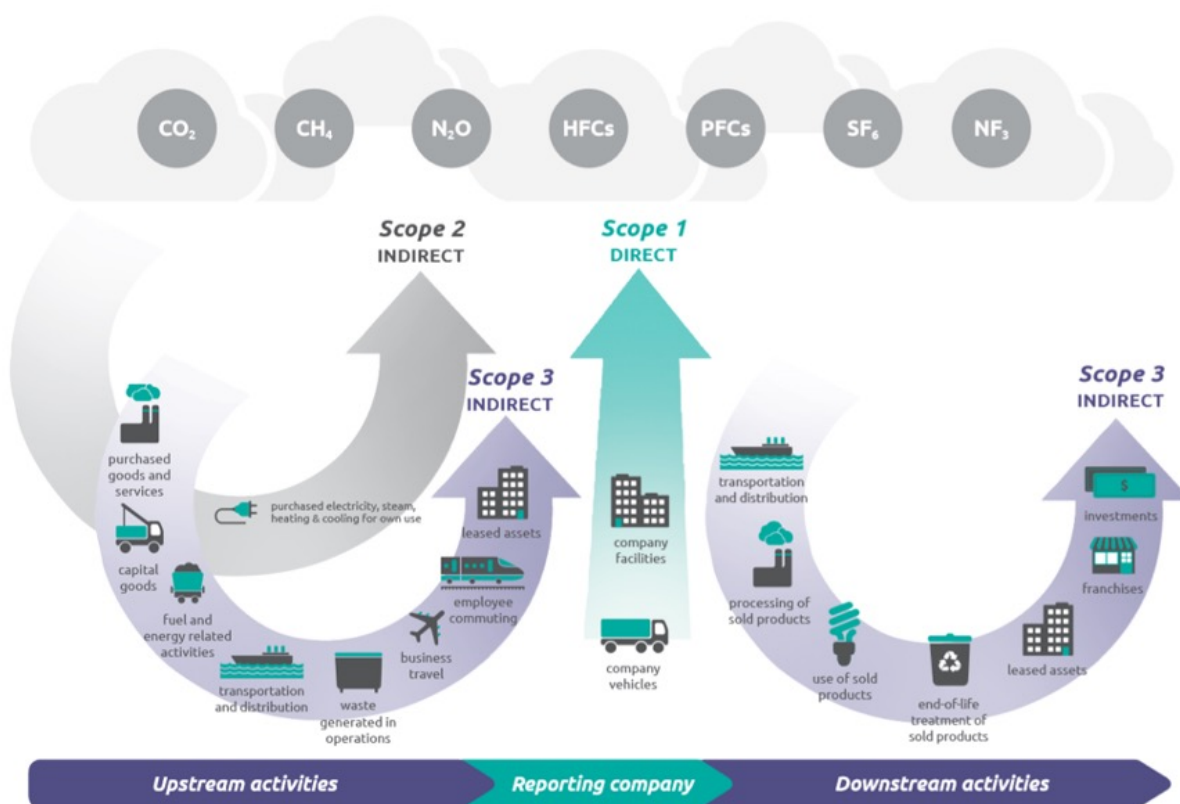 CO₂
CH₄
N₂O
HFCs
PFCs
SF₆
NF₃
Scope 2
INDIRECT
Scope 1
DIRECT
Scope 3
INDIRECT
Scope 3
INDIRECT
purchased
goods and
services
capital
goods
fuel and
energy related
activities
purchased electricity, steam,
heating & cooling for own use
transportation
and distribution
waste
generated in
operations
business
travel
employee
commuting
leased assets
company
facilities
company
vehicles
transportation
and distribution
processing of
sold products
use of sold
products
end-of-life
treatment of
sold products
leased assets
franchises
$
investments
Upstream activities
Reporting company
Downstream activities